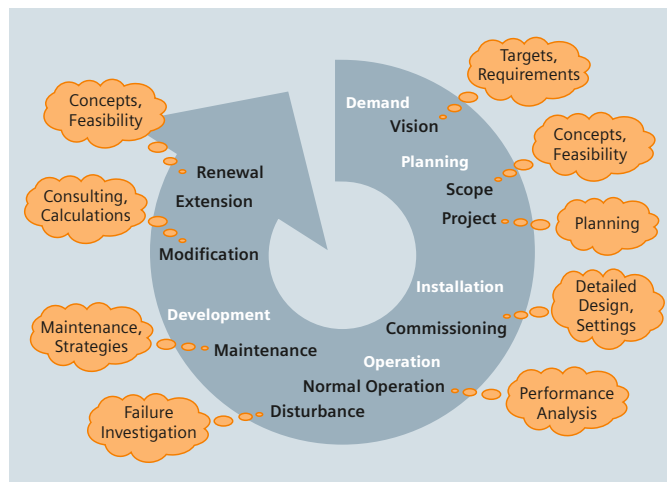 Targets,
Requirements
Demand
Vision
Concepts,
Feasibility
Planning
Scope
Project
Planning
Installation
Commissioning
Detailed
Design,
Settings
Operation
Normal Operation
Performance
Analysis
Disturbance
Failure
Investigation
Development
Maintenance
Maintenance,
Strategies
Modification
Consulting,
Calculations
Extension
Renewal
Concepts,
Feasibility